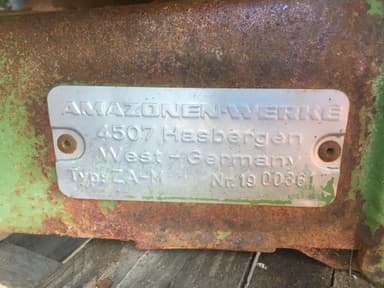 AMAZONEN-WERKE
4507 Hasbergen
West-Germany
Typ: ZA-M Nr. 19 00361